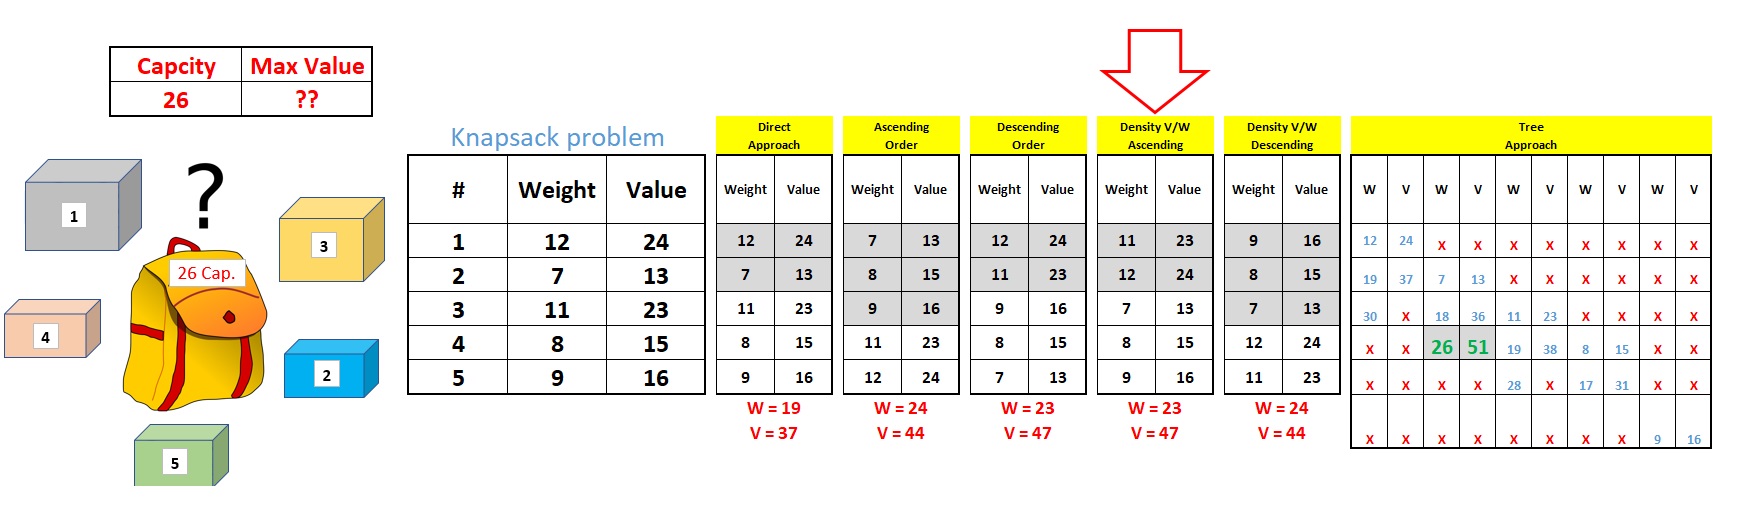 Capcity Max Value
26 ??
Knapsack problem
1
?
3
26 Cap.
4
2
5
# Weight Value
1 12 24
2 7 13
3 11 23
4 8 15
5 9 16
Direct
Approach
Weight Value
12 24
7 13
11 23
8 15
9 16
W = 19
V = 37
Ascending
Order
Weight Value
7 13
8 15
9 16
11 23
12 24
W = 24
V = 44
Descending
Order
Weight Value
12 24
11 23
9 16
8 15
7 13
W = 23
V = 47
Density V/W
Ascending
Weight Value
11 23
12 24
7 13
8 15
9 16
W = 23
V = 47
Density V/W
Descending
Weight Value
9 16
8 15
7 13
12 24
11 23
W = 24
V = 44
Tree
Approach
W V W V W V W V W V
12 24 X X X X X X X X
19 37 7 13 X X X X X X
30 X 18 36 11 23 X X X X
X X 26 51 19 38 8 15 X X
X X X X 28 X 17 31 X X
X X X X X X X X 9 16